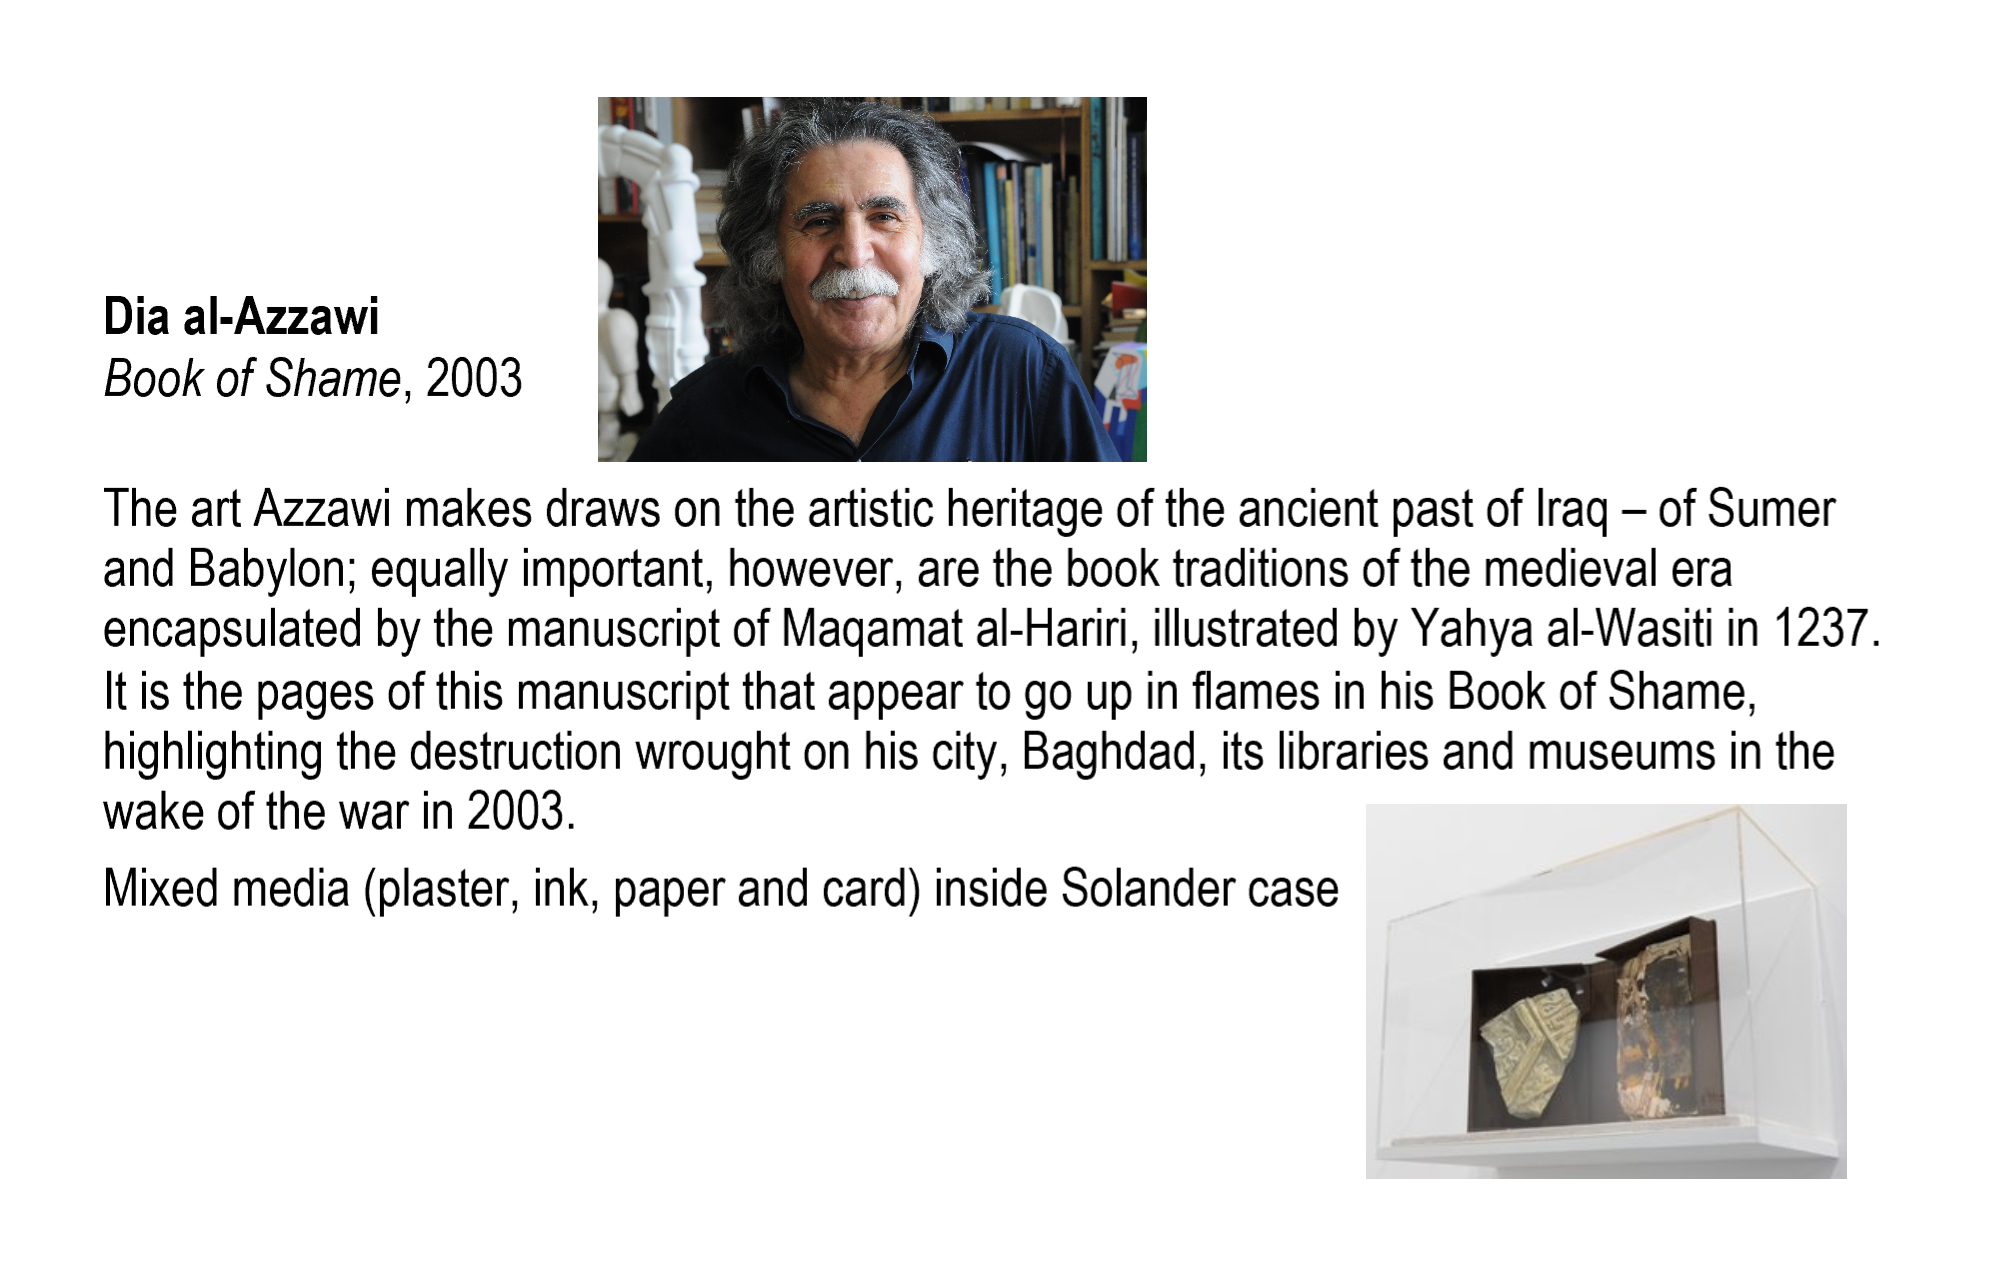 Dia al-Azzawi
Book of Shame, 2003
The art Azzawi makes draws on the artistic heritage of the ancient past of Iraq – of Sumer
and Babylon; equally important, however, are the book traditions of the medieval era
encapsulated by the manuscript of Maqamat al-Hariri, illustrated by Yahya al-Wasiti in 1237.
It is the pages of this manuscript that appear to go up in flames in his Book of Shame,
highlighting the destruction wrought on his city, Baghdad, its libraries and museums in the
wake of the war in 2003.
Mixed media (plaster, ink, paper and card) inside Solander case